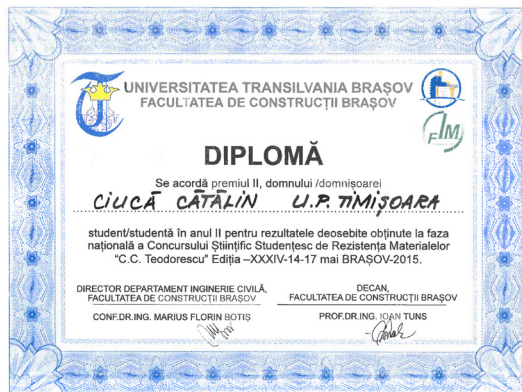 UNIVERSITATEA TRANSILVANIA BRAŞOV
FACULTATEA DE CONSTRUCŢII BRAŞOV
FIM
DIPLOMĂ
Se acordă premiul II, domnului /domnişoarei
CIUCĂ CĂTĂLIN U.P. TIMIŞOARA
student/studentă în anul II pentru rezultatele deosebite obţinute la faza
naţională a Concursului Ştiinţific Studenţesc de Rezistenţa Materialelor
"C.C. Teodorescu" Ediţia –XXXIV-14-17 mai BRAŞOV-2015.
DIRECTOR DEPARTAMENT INGINERIE CIVILĂ,
FACULTATEA DE CONSTRUCŢII BRAŞOV
CONF.DR.ING. MARIUS FLORIN BOTIŞ
DECAN,
FACULTATEA DE CONSTRUCŢII BRAŞOV
PROF.DR.ING. IOAN TUNS